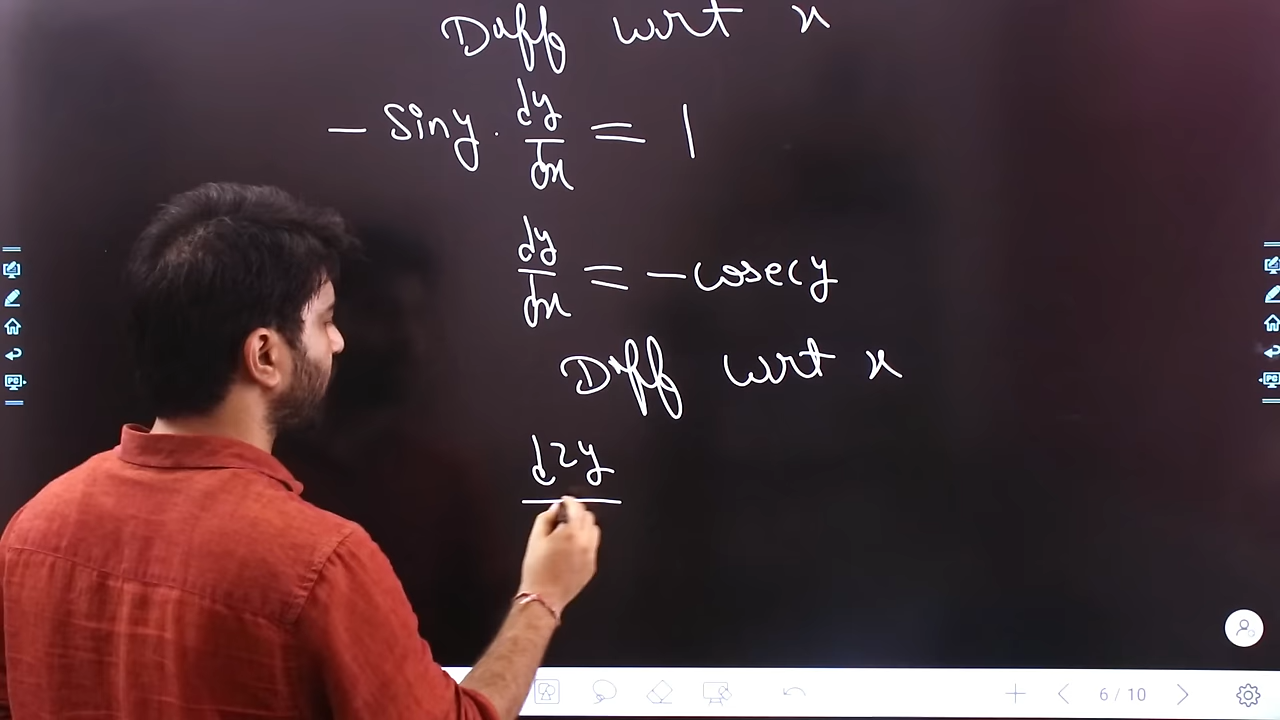 Diff wrt x
- Siny. dy/dx = 1
dy/dx = - cosecy
Diff wrt x
d2y
6 / 10